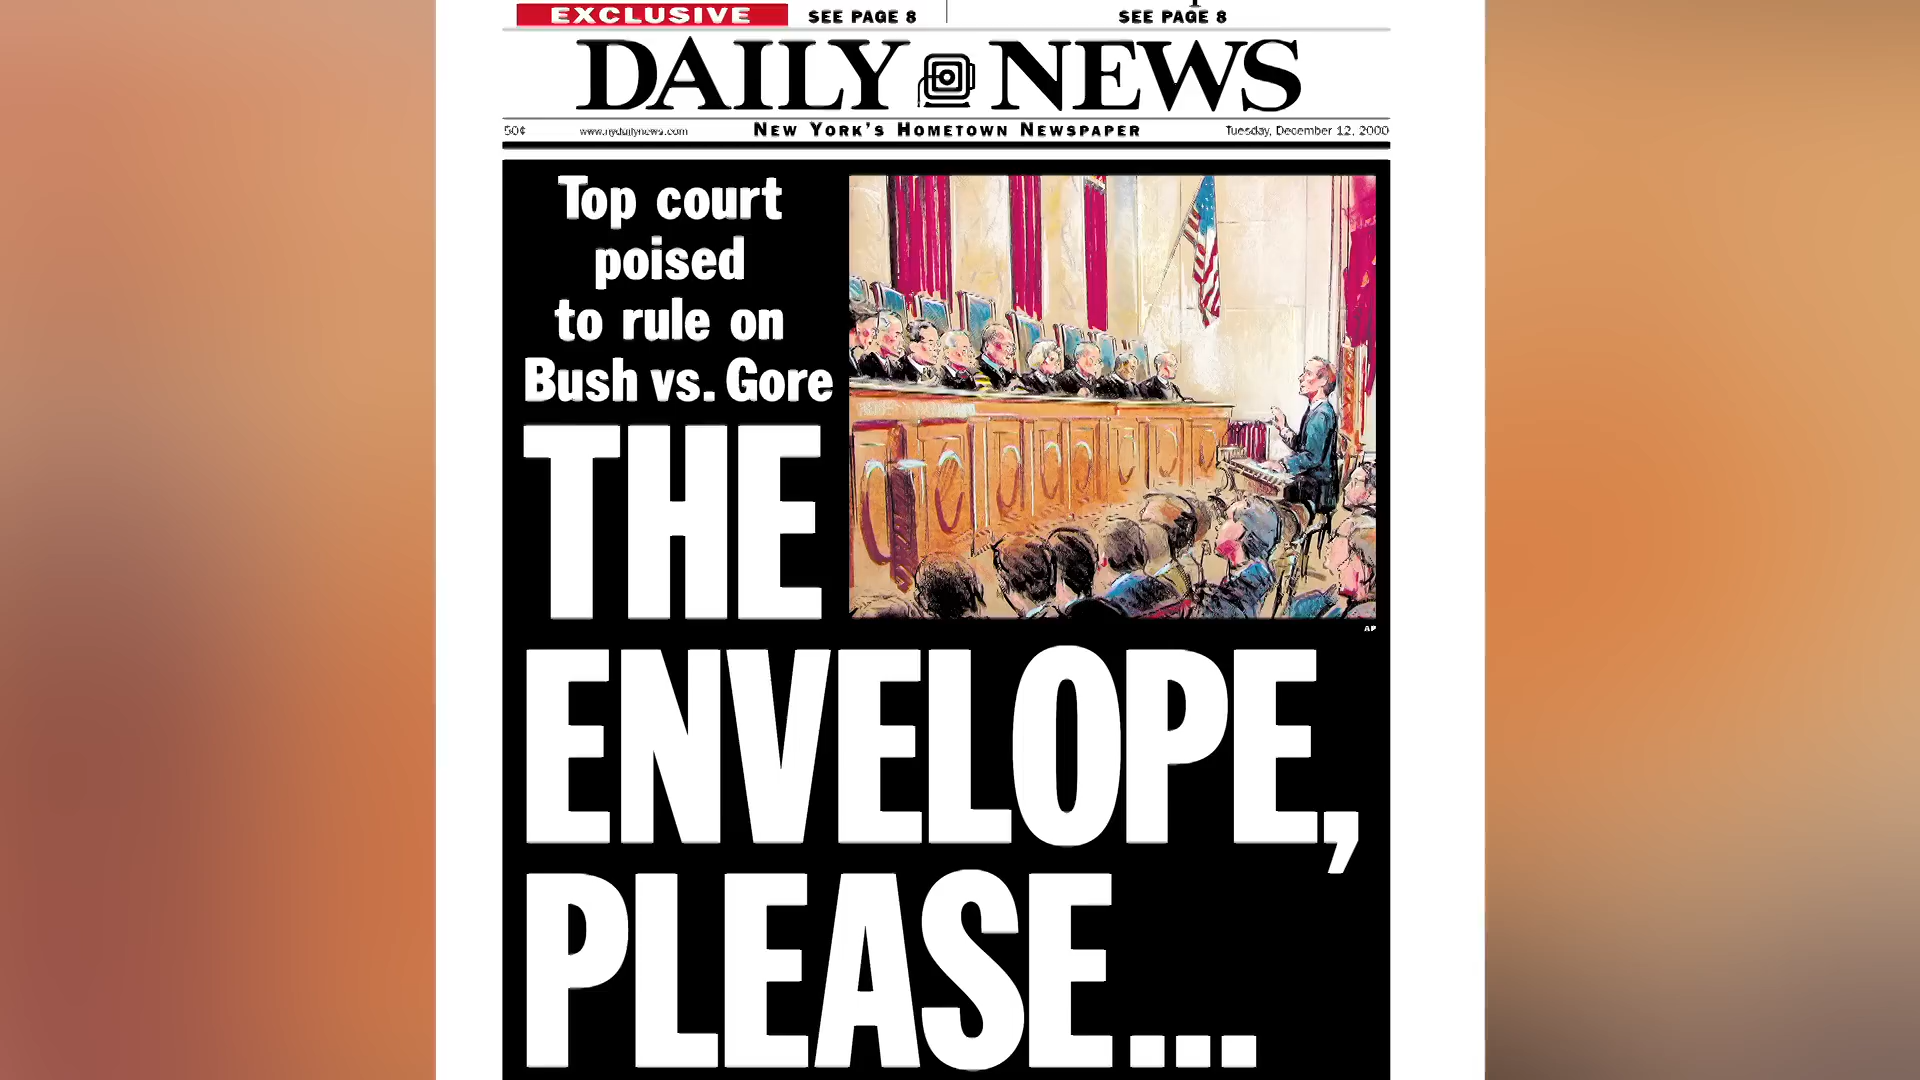 EXCLUSIVE SEE PAGE 8 SEE PAGE 8
DAILY NEWS
50¢ www.nydailynews.com NEW YORK'S HOMETOWN NEWSPAPER Tuesday, December 12, 2000
Top court
poised
to rule on
Bush vs. Gore
THE
AP
ENVELOPE,
PLEASE...